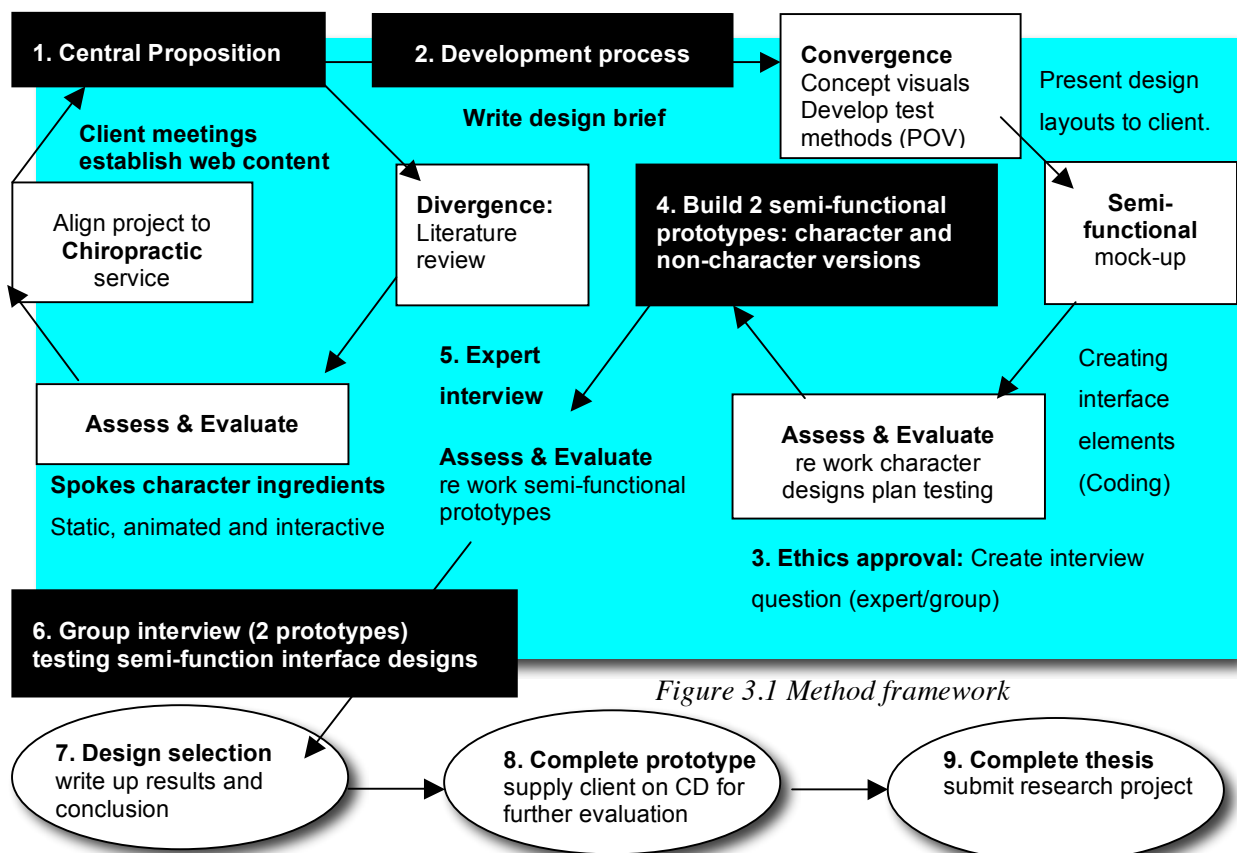 1. Central Proposition
2. Development process
Convergence
Concept visuals
Develop test
methods (POV)
Present design
layouts to client.
Write design brief
Client meetings
establish web content
Align project to
Chiropractic
service
Divergence:
Literature
review
4. Build 2 semi-functional
prototypes: character and
non-character versions
Semi-
functional
mock-up
5. Expert
interview
Creating
interface
elements
(Coding)
Assess & Evaluate
Spokes character ingredients
Static, animated and interactive
Assess & Evaluate
re work semi-functional
prototypes
Assess & Evaluate
re work character
designs plan testing
3. Ethics approval: Create interview
question (expert/group)
6. Group interview (2 prototypes)
testing semi-function interface designs
Figure 3.1 Method framework
7. Design selection
write up results and
conclusion
8. Complete prototype
supply client on CD for
further evaluation
9. Complete thesis
submit research project